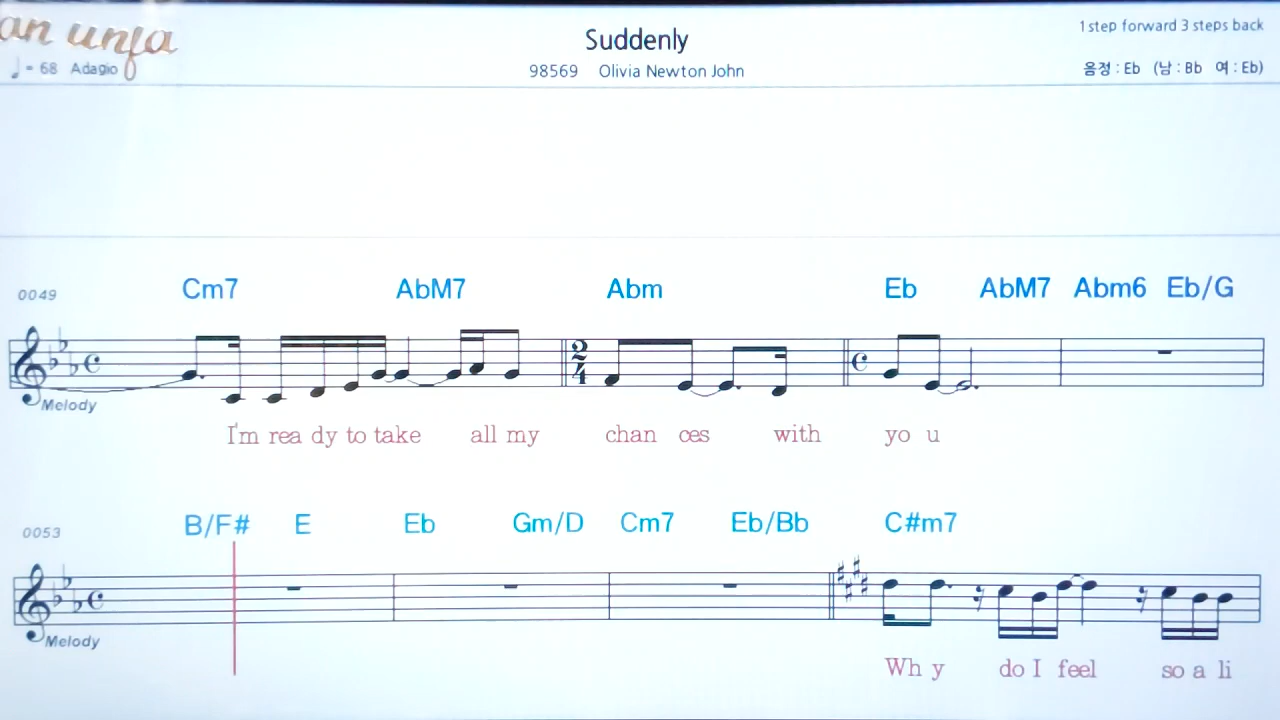 an unfa
Suddenly
1 step forward 3 steps back
♩ = 68 Adagio
98569 Olivia Newton John
음정 : Eb (남 : Bb 여 : Eb)
0049 Cm7 AbM7 Abm Eb AbM7 Abm6 Eb/G
2
4
Melody
I'm rea dy to take all my chan ces with yo u
0053 B/F# E Eb Gm/D Cm7 Eb/Bb C#m7
Melody
Wh y do I feel so a li